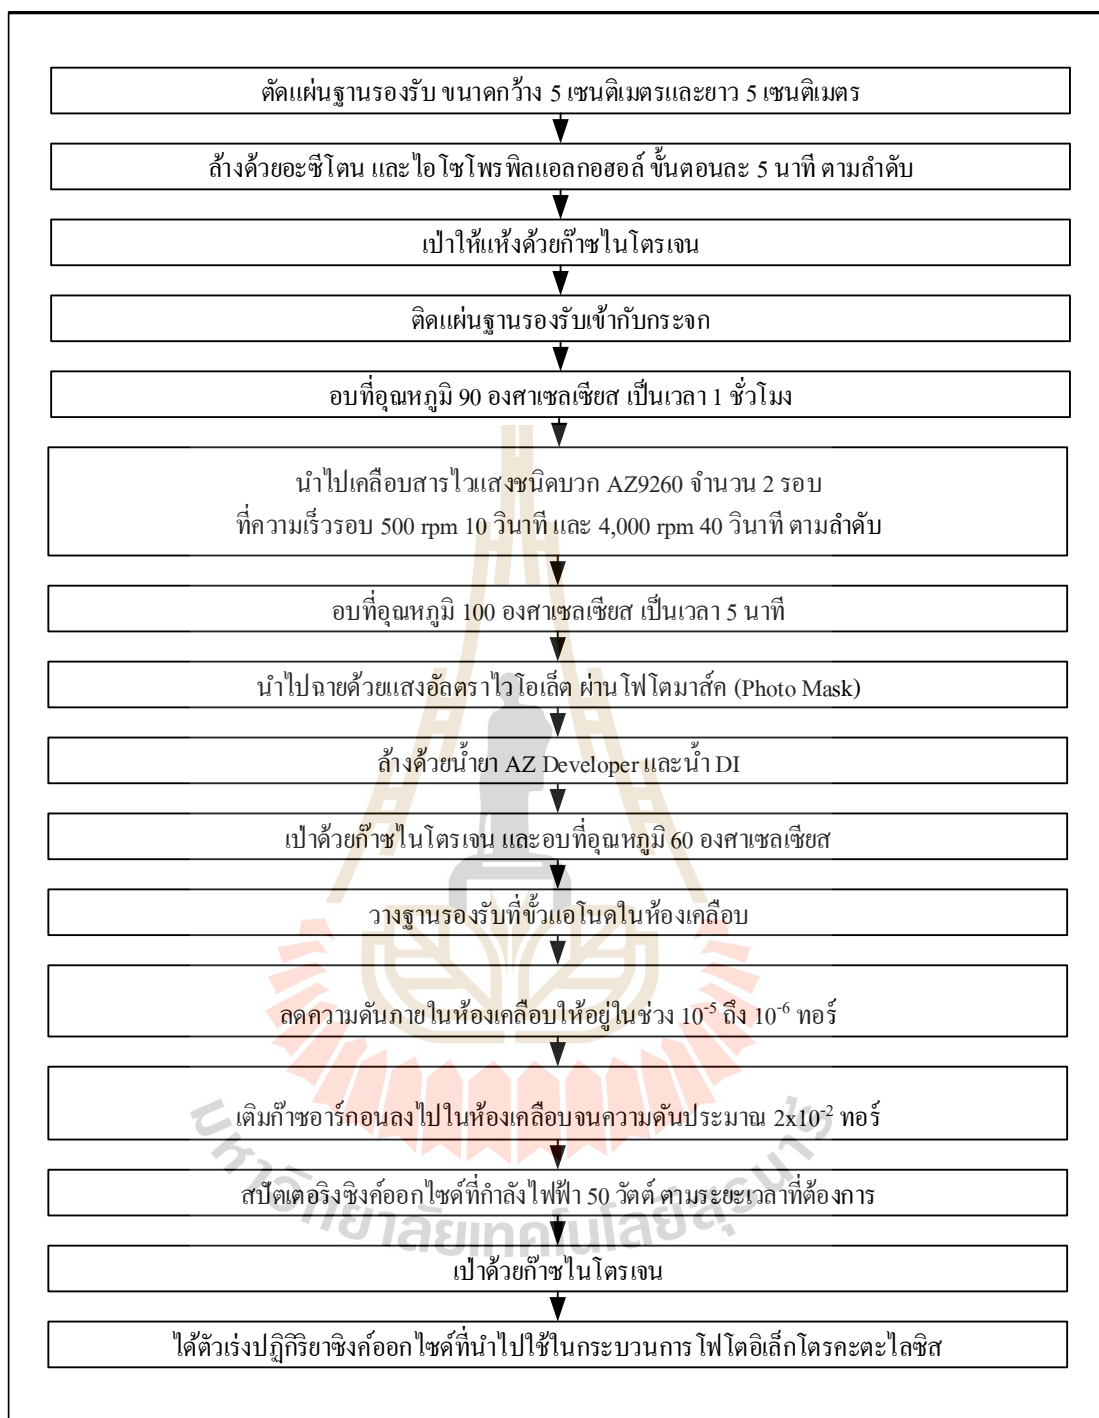 ตัดแผ่นฐานรองรับ ขนาดกว้าง 5 เซนติเมตรและยาว 5 เซนติเมตร
ล้างด้วยอะซีโตน และไอโซโพรพิลแอลกอฮอล์ ขั้นตอนละ 5 นาที ตามลำดับ
เป่าให้แห้งด้วยก๊าซไนโตรเจน
ติดแผ่นฐานรองรับเข้ากับกระจก
อบที่อุณหภูมิ 90 องศาเซลเซียส เป็นเวลา 1 ชั่วโมง
นำไปเคลือบสารไวแสงชนิดบวก AZ9260 จำนวน 2 รอบ
ที่ความเร็วรอบ 500 rpm 10 วินาที และ 4,000 rpm 40 วินาที ตามลำดับ
อบที่อุณหภูมิ 100 องศาเซลเซียส เป็นเวลา 5 นาที
นำไปฉายด้วยแสงอัลตราไวโอเล็ต ผ่านโฟโตมาส์ค (Photo Mask)
ล้างด้วยน้ำยา AZ Developer และน้ำ DI
เป่าด้วยก๊าซไนโตรเจน และอบที่อุณหภูมิ 60 องศาเซลเซียส
วางฐานรองรับที่ขั้วแอโนดในห้องเคลือบ
ลดความดันภายในห้องเคลือบให้อยู่ในช่วง 10⁻⁵ ถึง 10⁻⁶ ทอร์
เติมก๊าซอาร์กอนลงไปในห้องเคลือบจนความดันประมาณ 2x10⁻² ทอร์
สปัตเตอริงซิงค์ออกไซด์ที่กำลังไฟฟ้า 50 วัตต์ ตามระยะเวลาที่ต้องการ
มหาวิทยาลัยเทคโนโลยีสุรนารี
เป่าด้วยก๊าซไนโตรเจน
ได้ตัวเร่งปฏิกิริยาซิงค์ออกไซด์ที่นำไปใช้ในกระบวนการโฟโตอิเล็กโตรคะตะไลซิส